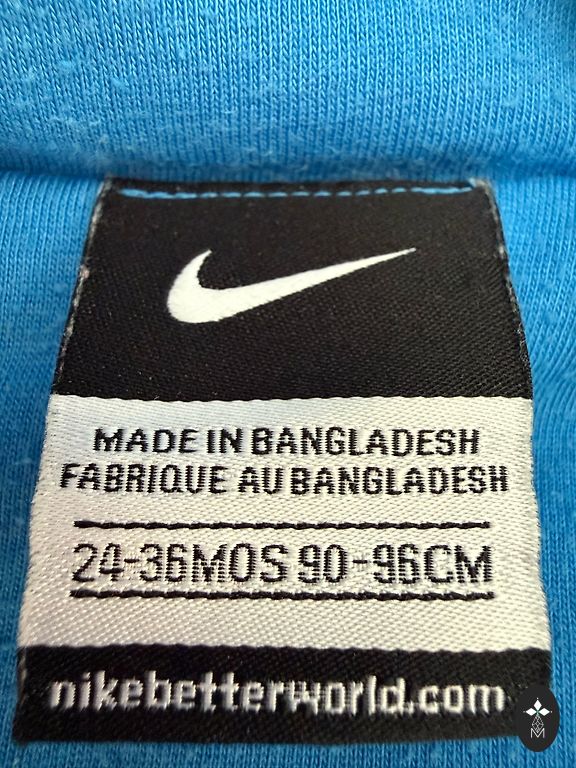 MADE IN BANGLADESH
FABRIQUE AU BANGLADESH
24-36MOS 90-96CM
nikebetterworld.com
M